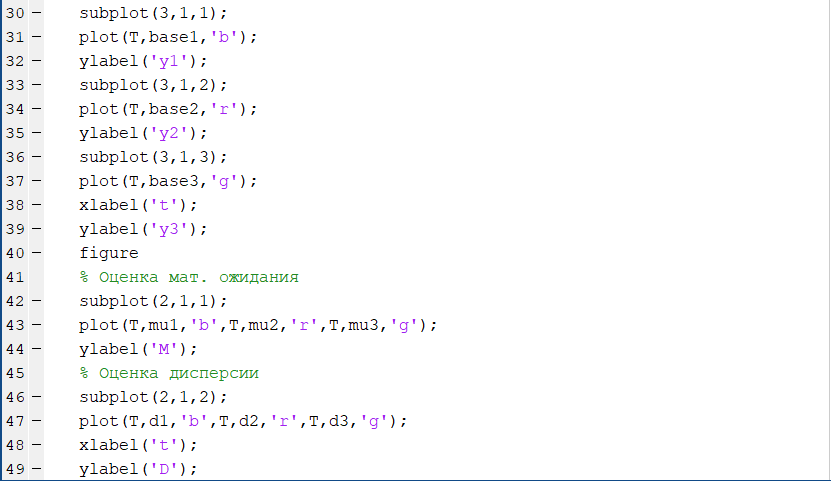 30 – subplot(3,1,1);
31 – plot(T,base1,'b');
32 – ylabel('y1');
33 – subplot(3,1,2);
34 – plot(T,base2,'r');
35 – ylabel('y2');
36 – subplot(3,1,3);
37 – plot(T,base3,'g');
38 – xlabel('t');
39 – ylabel('y3');
40 – figure
41 % Оценка мат. ожидания
42 – subplot(2,1,1);
43 – plot(T,mu1,'b',T,mu2,'r',T,mu3,'g');
44 – ylabel('M');
45 % Оценка дисперсии
46 – subplot(2,1,2);
47 – plot(T,d1,'b',T,d2,'r',T,d3,'g');
48 – xlabel('t');
49 – ylabel('D');